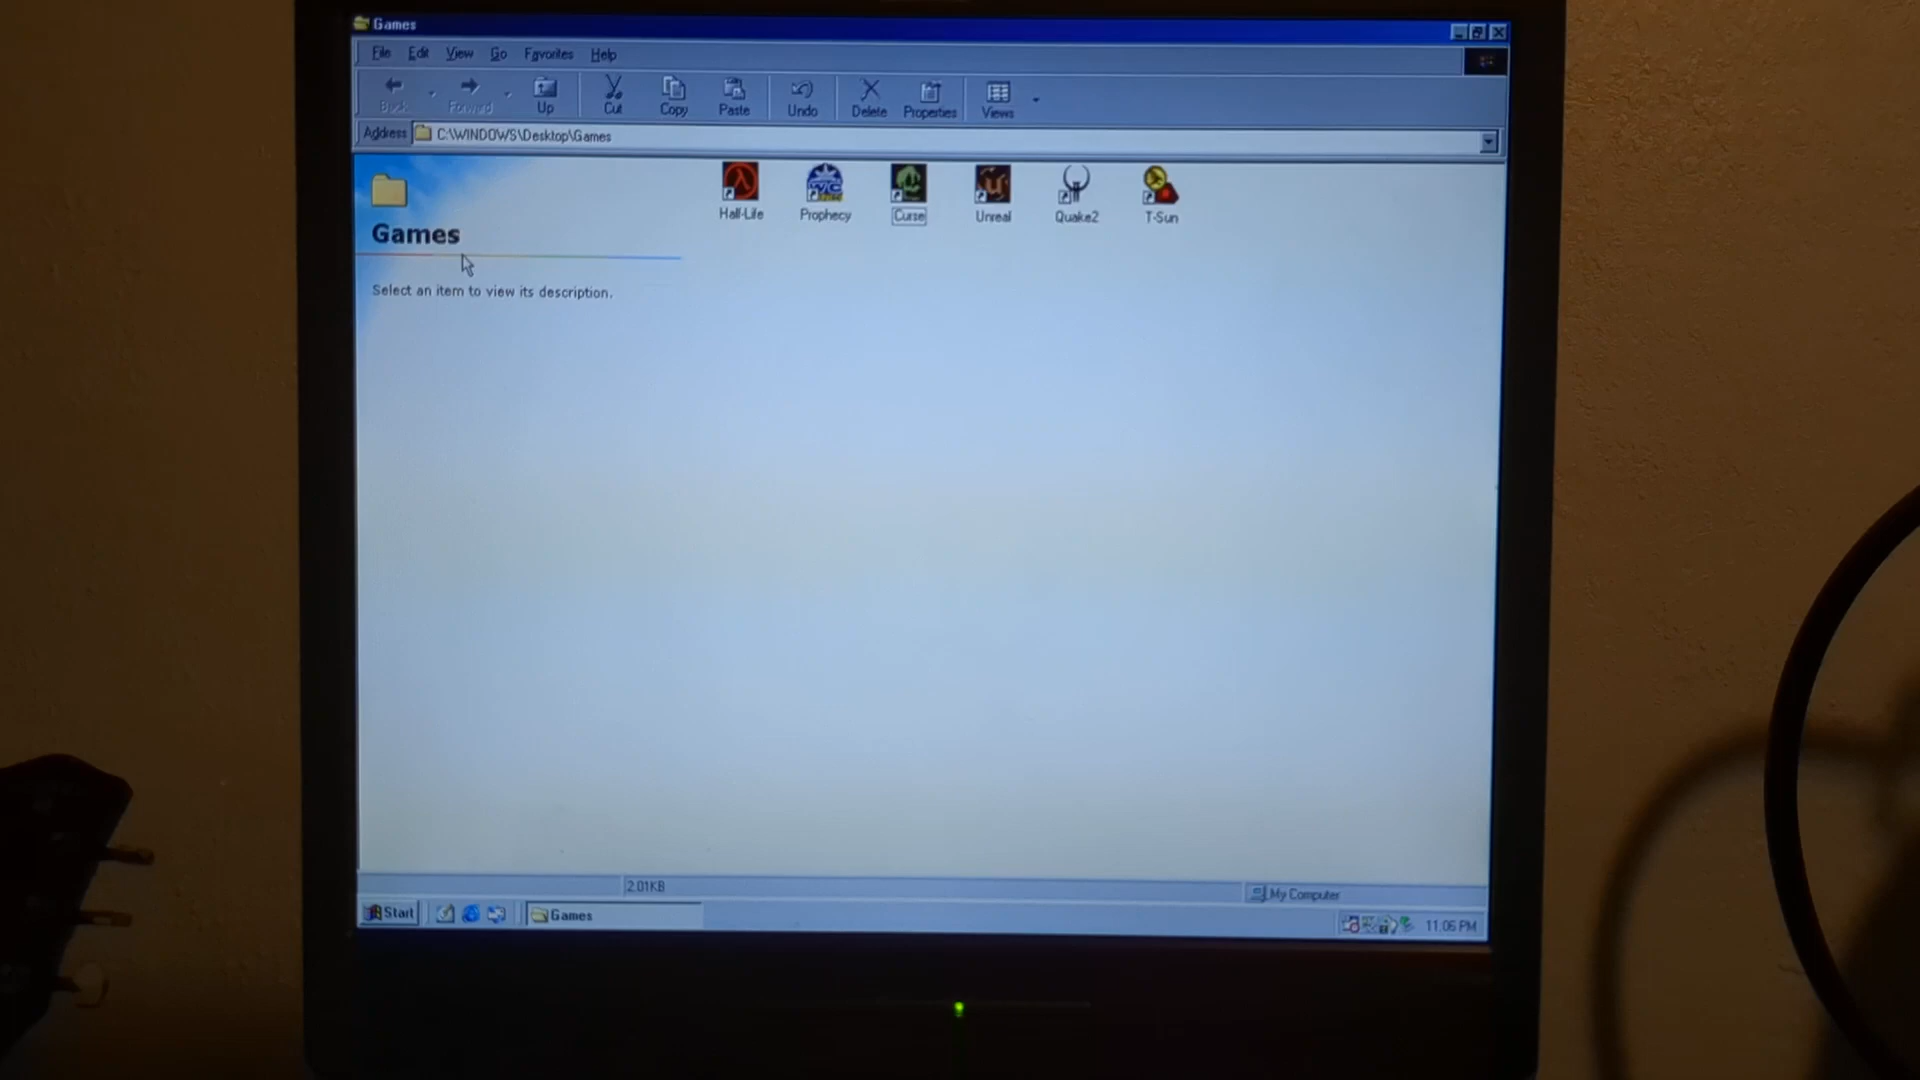 Games
File Edit View Go Favorites Help
Back Forward Up Cut Copy Paste Undo Delete Properties Views
Address C:\WINDOWS\Desktop\Games
Half-Life Prophecy Curse Unreal Quake2 T-Sun
Games
Select an item to view its description.
2.01KB My Computer
Start Games 11:06 PM